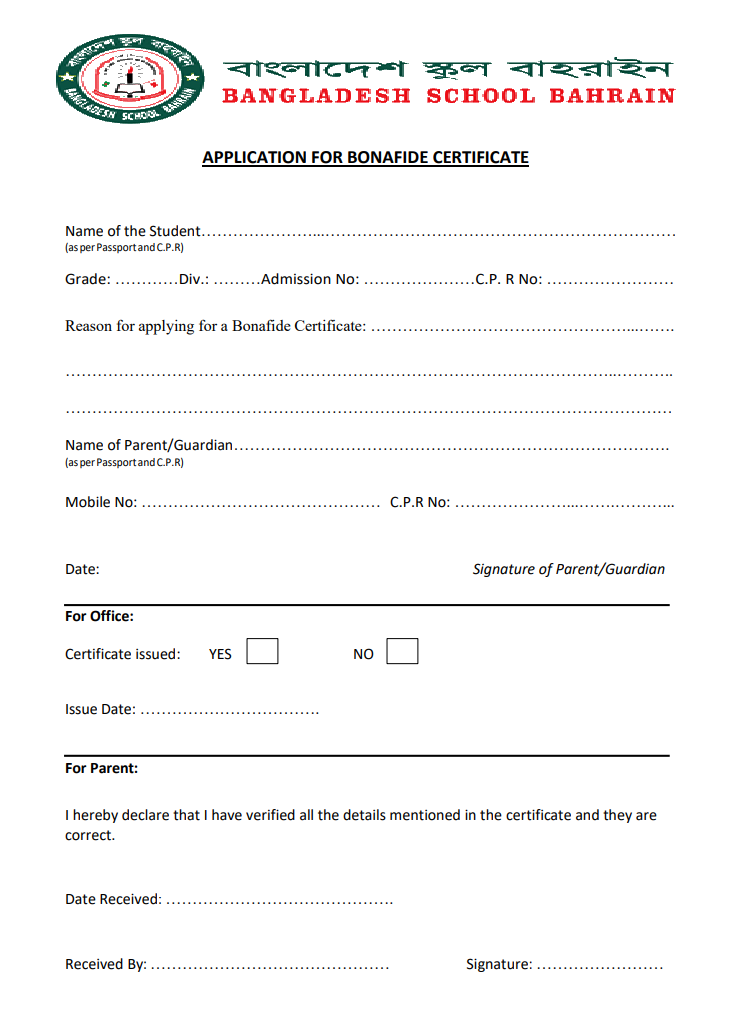 বাংলাদেশ স্কুল বাহরাইন
BANGLADESH SCHOOL BAHRAIN
বাংলাদেশ স্কুল বাহরাইন
BANGLADESH SCHOOL BAHRAIN
APPLICATION FOR BONAFIDE CERTIFICATE
Name of the Student…………………...…………………………………………………………
(as per Passport and C.P.R)
Grade: …………Div.: ………Admission No: …………………C.P. R No: ……………………
Reason for applying for a Bonafide Certificate: …………………………………………...…….
…………………………………………………………………………………………..……….
……………………………………………………………………………………………………
Name of Parent/Guardian……………………………………………………………………….
(as per Passport and C.P.R)
Mobile No: ……………………………………… C.P.R No: …………………...…….………...
Date: Signature of Parent/Guardian
For Office:
Certificate issued: YES NO
Issue Date: …………………………….
For Parent:
I hereby declare that I have verified all the details mentioned in the certificate and they are
correct.
Date Received: …………………………………….
Received By: ……………………………………… Signature: ……………………